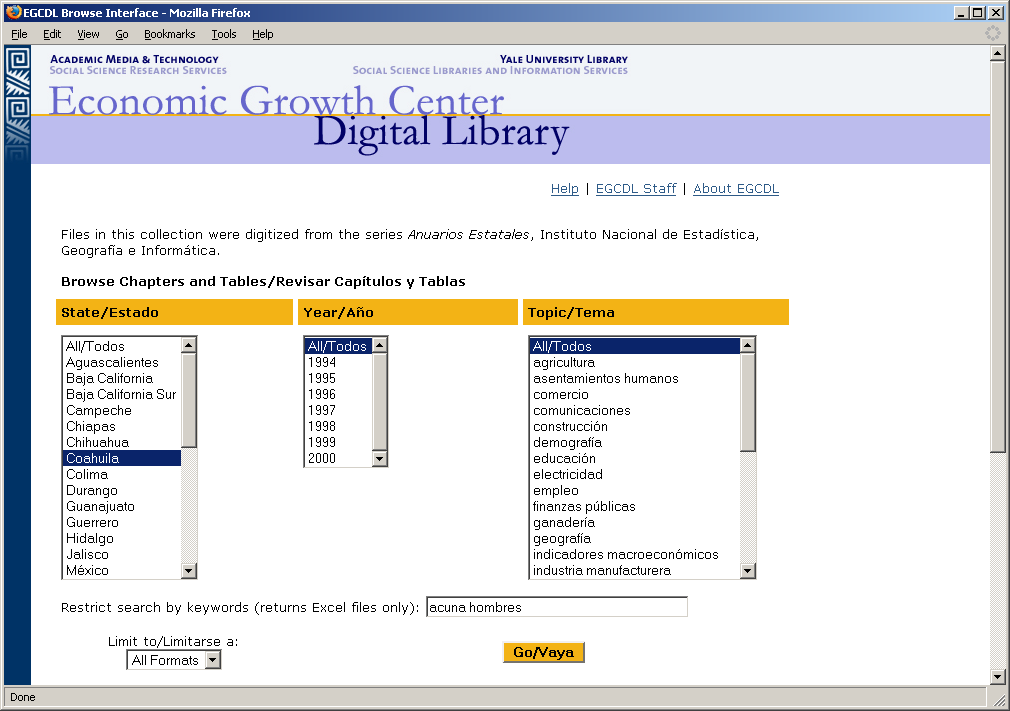 EGCDL Browse Interface - Mozilla Firefox
File Edit View Go Bookmarks Tools Help
ACADEMIC MEDIA & TECHNOLOGY YALE UNIVERSITY LIBRARY
SOCIAL SCIENCE RESEARCH SERVICES SOCIAL SCIENCE LIBRARIES AND INFORMATION SERVICES
Economic Growth Center
Digital Library
Help | EGCDL Staff | About EGCDL
Files in this collection were digitized from the series Anuarios Estatales, Instituto Nacional de Estadística,
Geografía e Informática.
Browse Chapters and Tables/Revisar Capítulos y Tablas
State/Estado Year/Año Topic/Tema
All/Todos All/Todos All/Todos
Aguascalientes 1994 agricultura
Baja California 1995 asentamientos humanos
Baja California Sur 1996 comercio
Campeche 1997 comunicaciones
Chiapas 1998 construcción
Chihuahua 1999 demografía
Coahuila 2000 educación
Colima electricidad
Durango empleo
Guanajuato finanzas públicas
Guerrero ganadería
Hidalgo geografía
Jalisco indicadores macroeconómicos
México industria manufacturera
Restrict search by keywords (returns Excel files only): acuna hombres
Limit to/Limitarse a:
All Formats Go/Vaya
Done